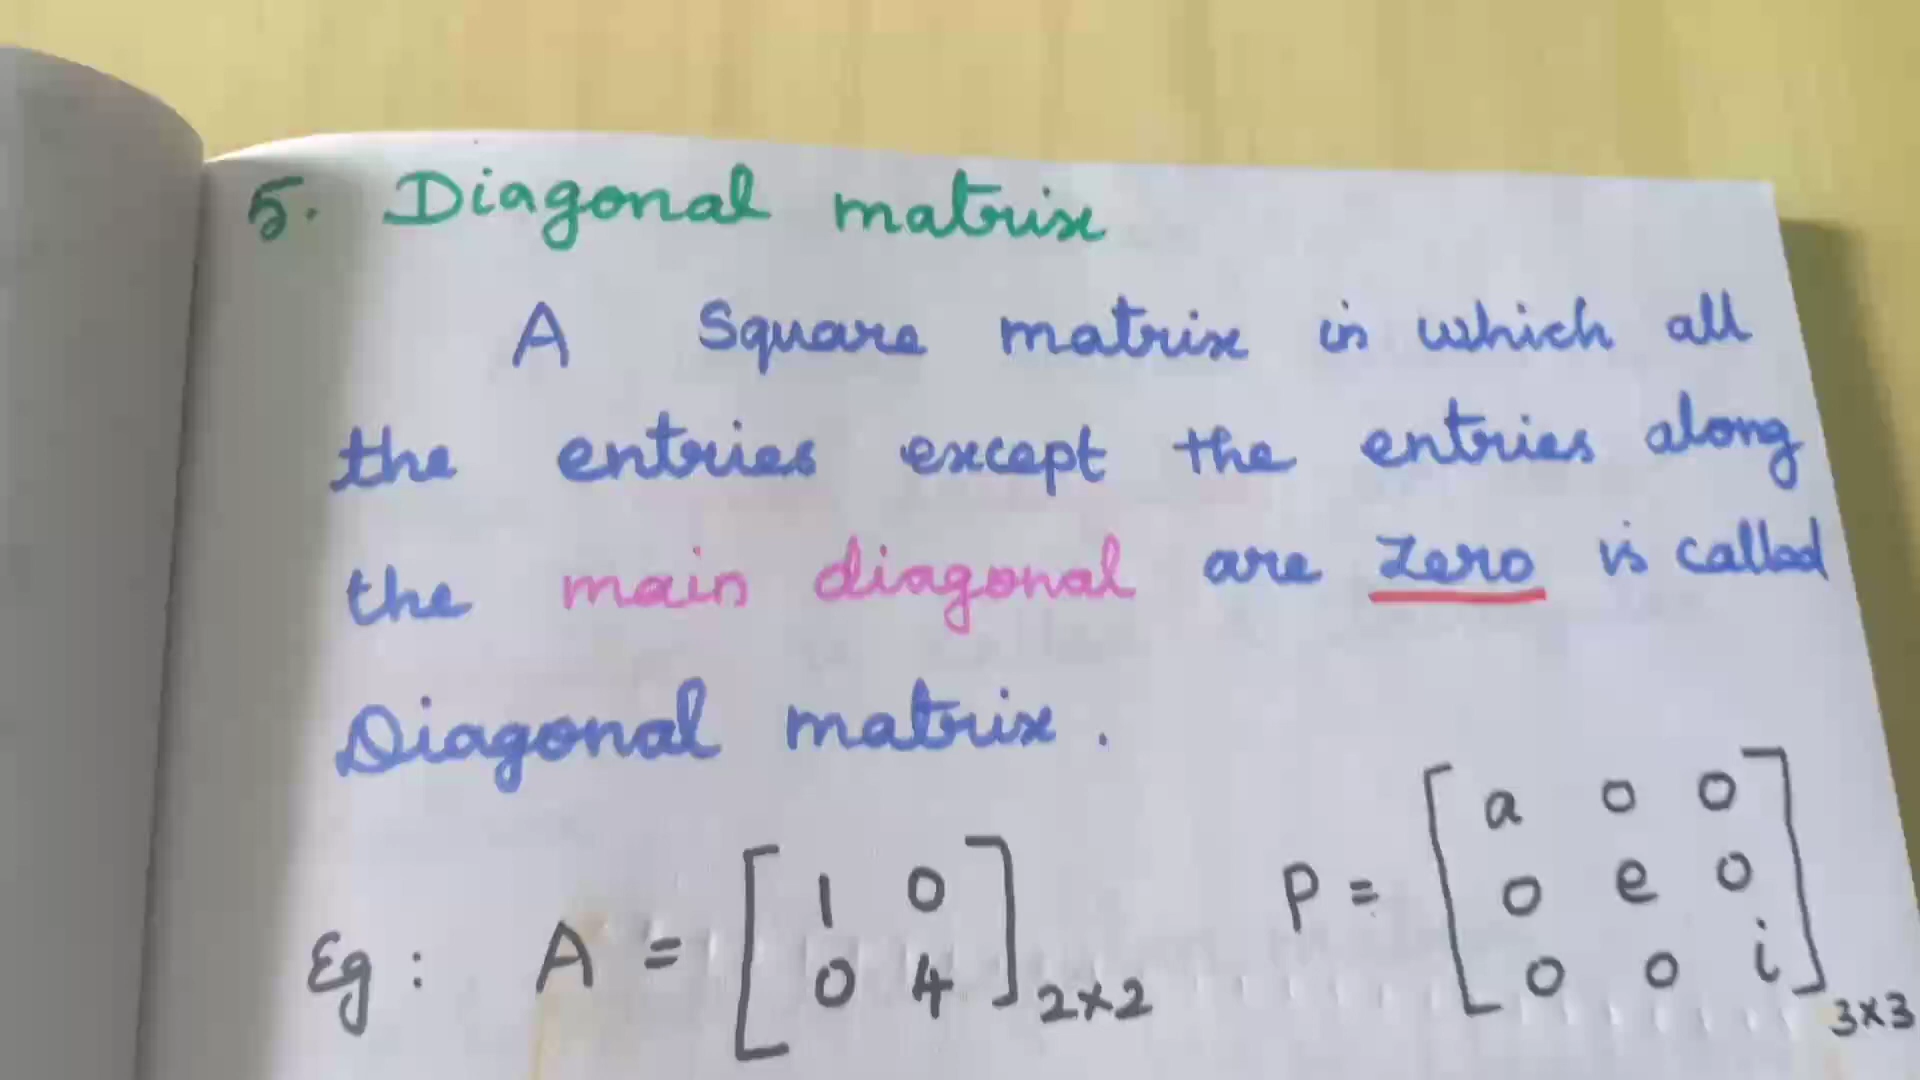 5. Diagonal matrix
A Square matrix in which all
the entries except the entries along
the main diagonal are zero is called
Diagonal matrix.
Eg: A = [1 0
0 4] 2×2
P = [a 0 0
0 e 0
0 0 i] 3×3